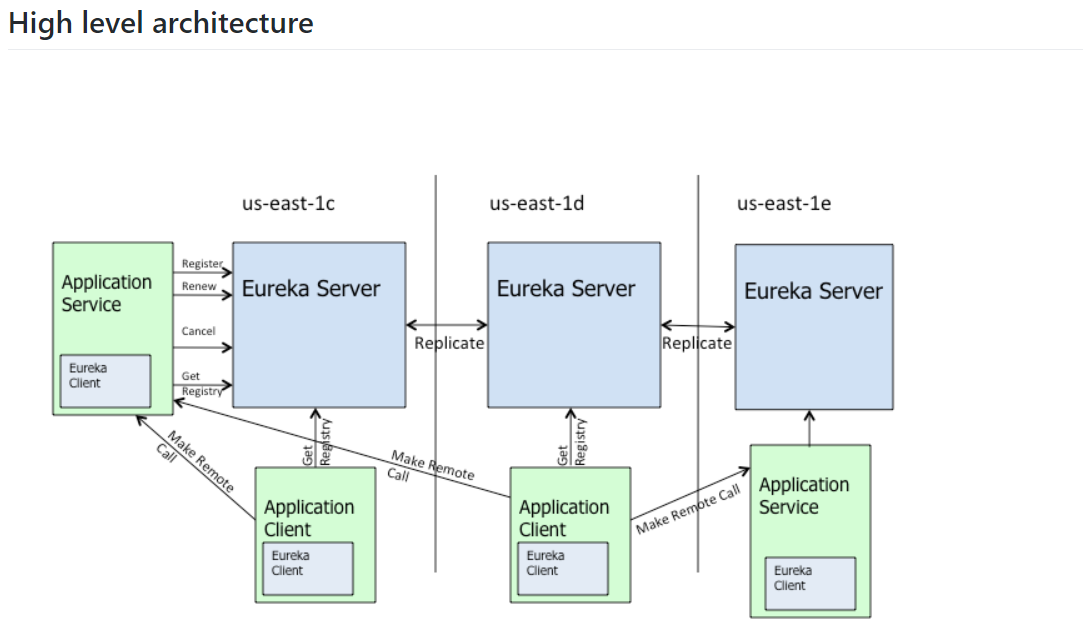 High level architecture
us-east-1c
us-east-1d
us-east-1e
Application
Service
Eureka
Client
Register
Renew
Cancel
Get
Registry
Eureka Server
Replicate
Eureka Server
Replicate
Eureka Server
Make Remote
Call
Get
Registry
Make Remote
Call
Get
Registry
Make Remote Call
Application
Client
Eureka
Client
Application
Client
Eureka
Client
Application
Service
Eureka
Client